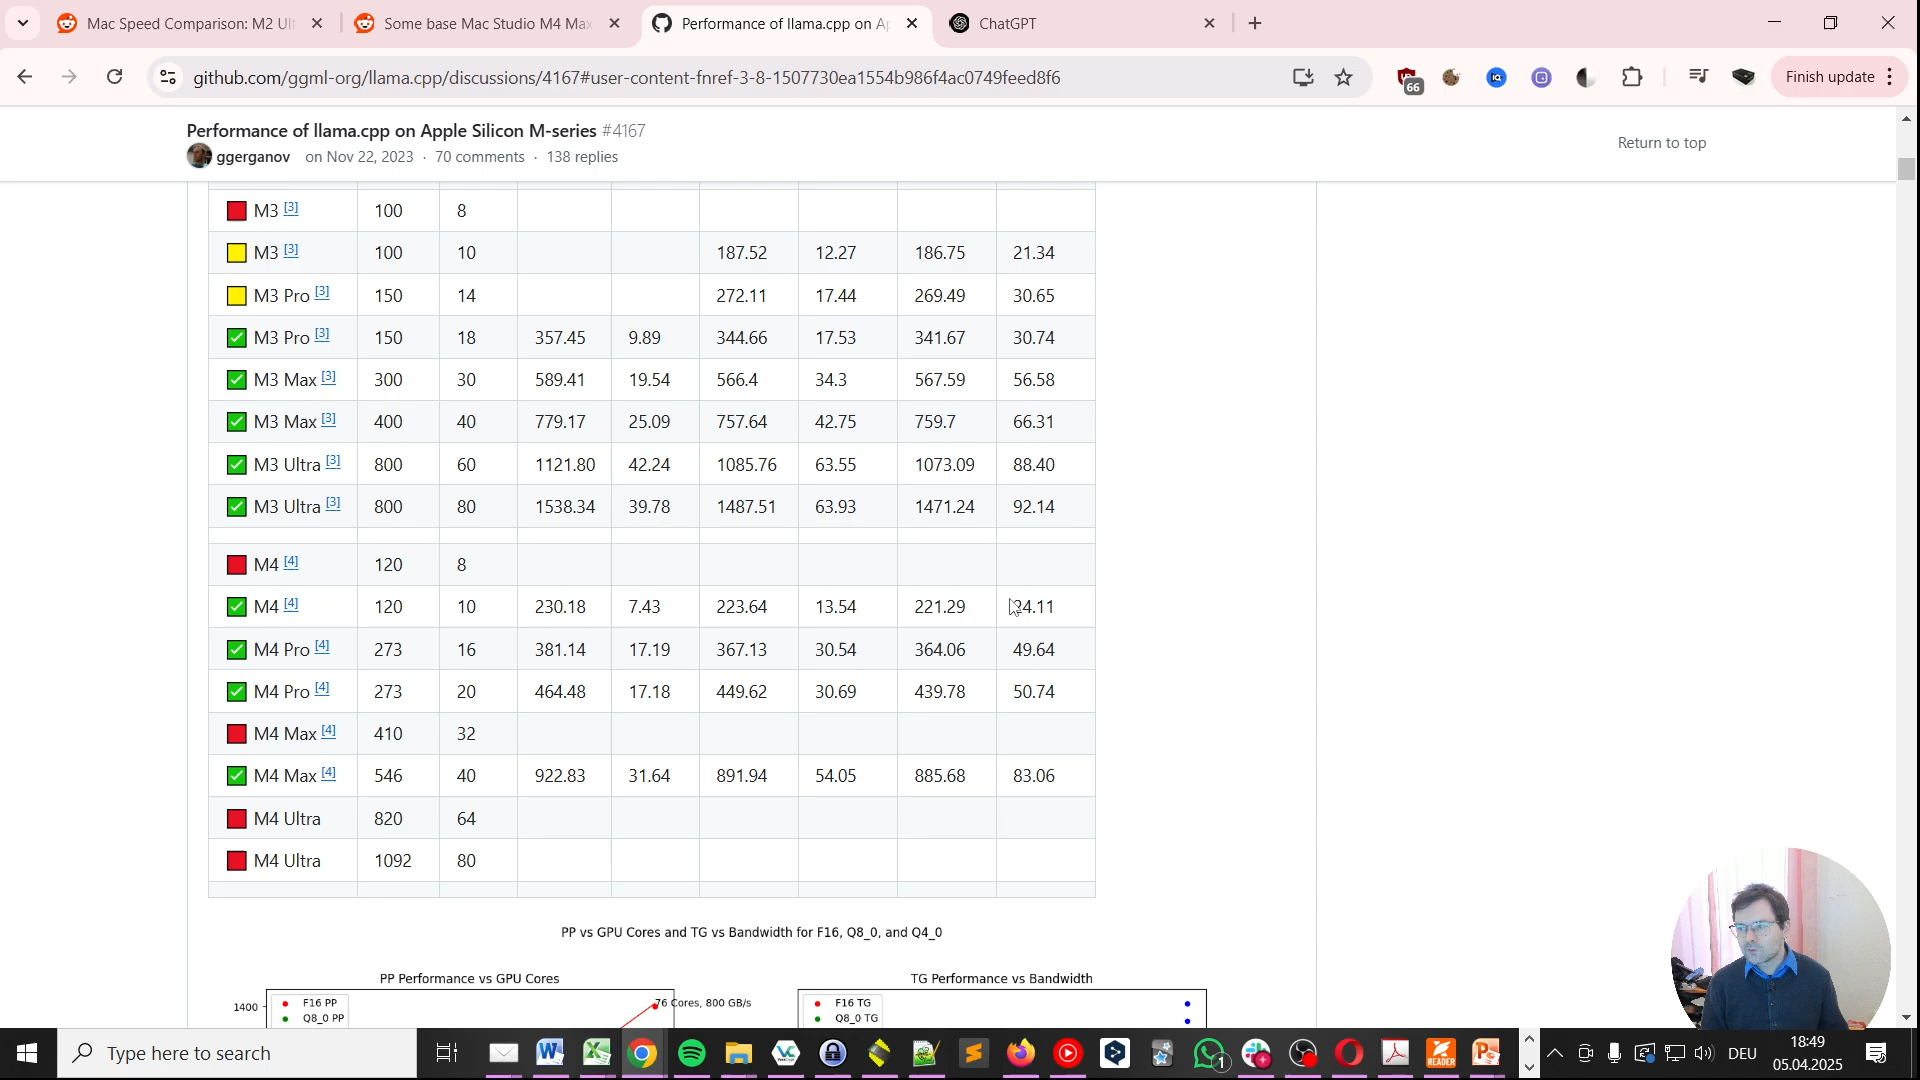 Mac Speed Comparison: M2 Ult
Some base Mac Studio M4 Max
Performance of llama.cpp on Ap
ChatGPT
github.com/ggml-org/llama.cpp/discussions/4167#user-content-fnref-3-8-1507730ea1554b986f4ac0749feed8f6
66
IQ
Finish update
Performance of llama.cpp on Apple Silicon M-series #4167
ggerganov on Nov 22, 2023 · 70 comments · 138 replies
Return to top
M3 [3] 100 8
M3 [3] 100 10 187.52 12.27 186.75 21.34
M3 Pro [3] 150 14 272.11 17.44 269.49 30.65
M3 Pro [3] 150 18 357.45 9.89 344.66 17.53 341.67 30.74
M3 Max [3] 300 30 589.41 19.54 566.4 34.3 567.59 56.58
M3 Max [3] 400 40 779.17 25.09 757.64 42.75 759.7 66.31
M3 Ultra [3] 800 60 1121.80 42.24 1085.76 63.55 1073.09 88.40
M3 Ultra [3] 800 80 1538.34 39.78 1487.51 63.93 1471.24 92.14
M4 [4] 120 8
M4 [4] 120 10 230.18 7.43 223.64 13.54 221.29 24.11
M4 Pro [4] 273 16 381.14 17.19 367.13 30.54 364.06 49.64
M4 Pro [4] 273 20 464.48 17.18 449.62 30.69 439.78 50.74
M4 Max [4] 410 32
M4 Max [4] 546 40 922.83 31.64 891.94 54.05 885.68 83.06
M4 Ultra 820 64
M4 Ultra 1092 80
PP vs GPU Cores and TG vs Bandwidth for F16, Q8_0, and Q4_0
PP Performance vs GPU Cores
TG Performance vs Bandwidth
1400
F16 PP
Q8_0 PP
76 Cores, 800 GB/s
F16 TG
Q8_0 TG
Type here to search
READER
1
DEU
18:49
05.04.2025